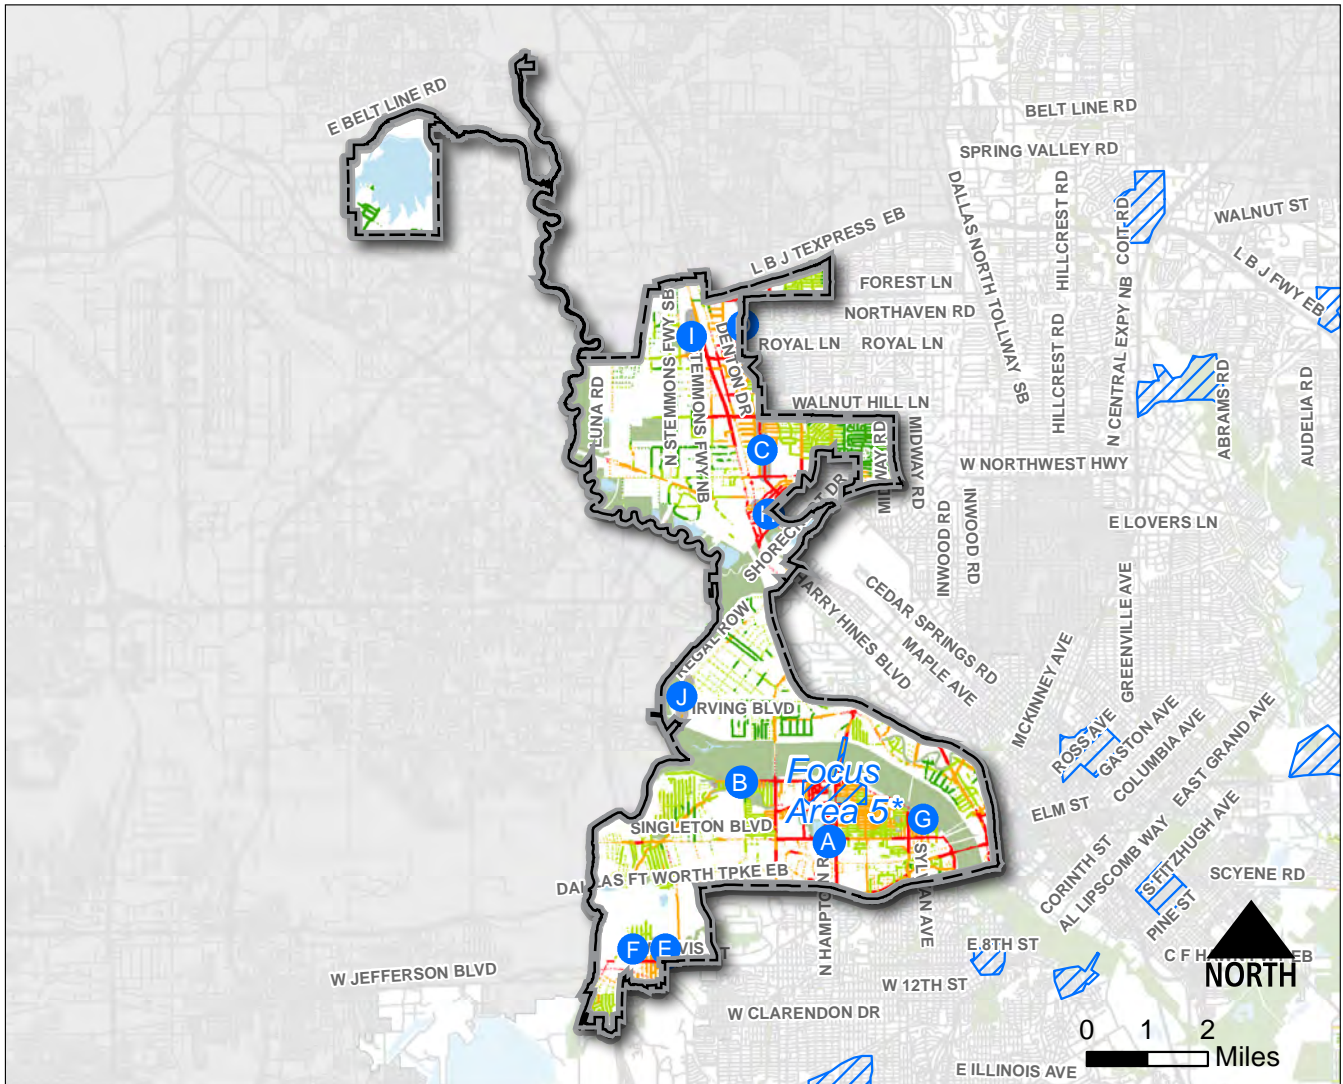 E BELT LINE RD
BELT LINE RD
SPRING VALLEY RD
DALLAS NORTH TOLLWAY SB
HILLCREST RD
COIT RD
WALNUT ST
L B J TEXPRESS EB
L B J FWY EB
FOREST LN
NORTHAVEN RD
ROYAL LN
ROYAL LN
I
N STEMMONS FWY SB
DENTON DR
HILLCREST RD
N CENTRAL EXPY NB
ABRAMS RD
AUDELIA RD
LUNA RD
WALNUT HILL LN
MIDWAY RD
C
W NORTHWEST HWY
INWOOD RD
INWOOD RD
E LOVERS LN
HARRY HINES BLVD
CEDAR SPRINGS RD
MAPLE AVE
GREENVILLE AVE
MCKINNEY AVE
REGAL ROW
J
IRVING BLVD
ROSS AVE
GASTON AVE
COLUMBIA AVE
EAST GRAND AVE
B
Focus
Area 5*
G
SINGLETON BLVD
A
ELM ST
CORINTH ST
AL LIPSCOMB WAY
S FITZHUGH AVE
PINE ST
SCYENE RD
F
E
E 8TH ST
W JEFFERSON BLVD
W 12TH ST
W CLARENDON DR
E ILLINOIS AVE
NORTH
0 1 2
Miles